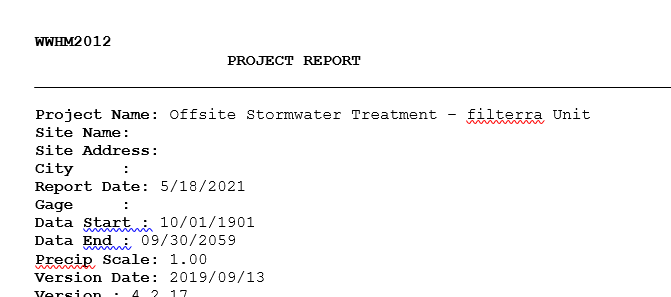 WWHM2012
PROJECT REPORT
Project Name: Offsite Stormwater Treatment – filterra Unit
Site Name:
Site Address:
City :
Report Date: 5/18/2021
Gage :
Data Start : 10/01/1901
Data End : 09/30/2059
Precip Scale: 1.00
Version Date: 2019/09/13
Version : 4.2.17